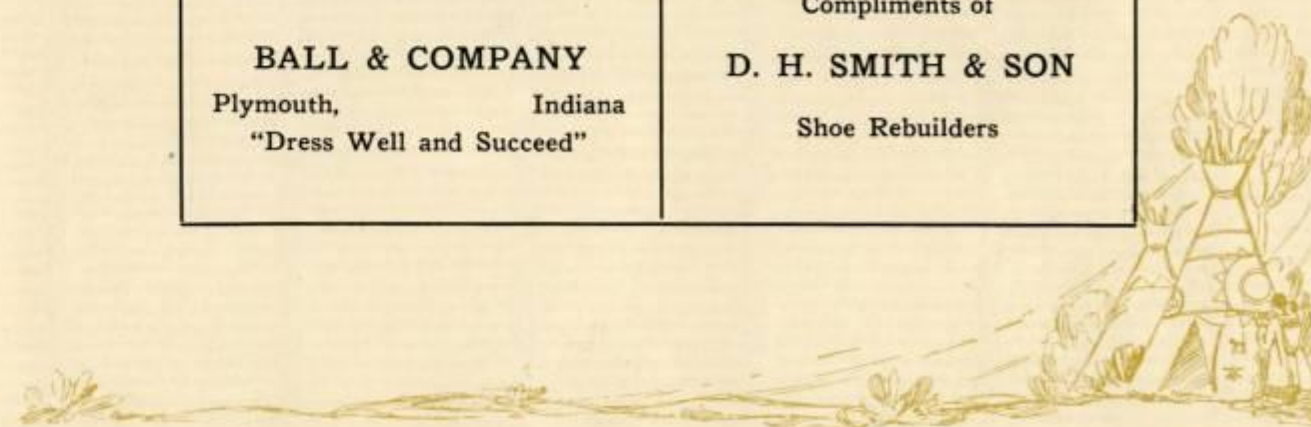 BALL & COMPANY
Plymouth, Indiana
"Dress Well and Succeed"
Compliments of
D. H. SMITH & SON
Shoe Rebuilders